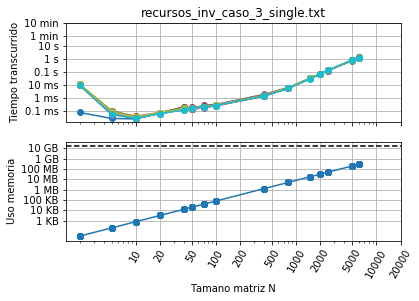 recursos_inv_caso_3_single.txt
Tiempo transcurrido
10 min
1 min
10 s
1 s
0.1 s
10 ms
1 ms
0.1 ms
Uso memoria
10 GB
1 GB
100 MB
10 MB
1 MB
100 KB
10 KB
1 KB
10
20
50
100
200
500
1000
2000
5000
10000
20000
Tamano matriz N